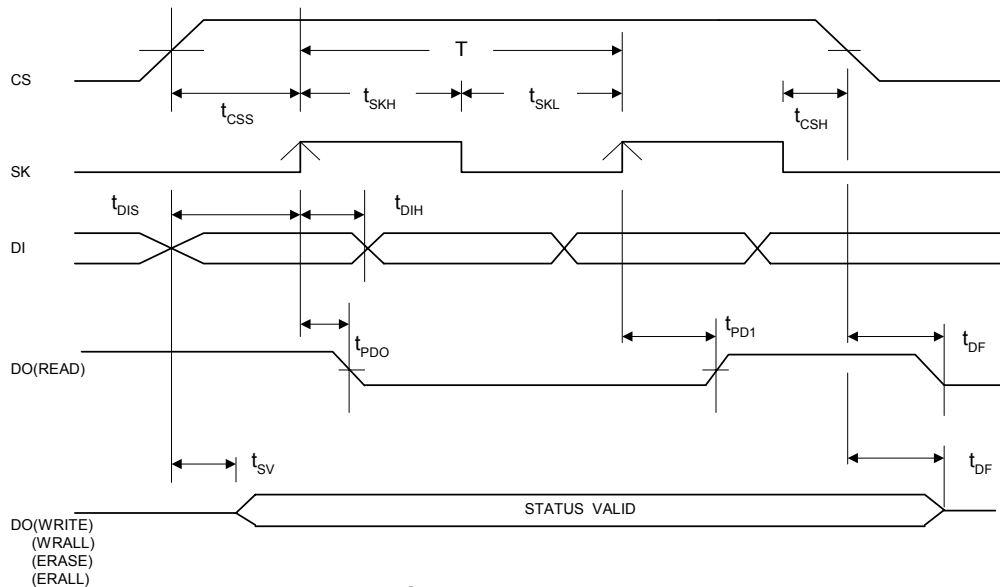 T
CS
tCSS
tSKH
tSKL
tCSH
SK
tDIS
tDIH
DI
tPDO
tPD1
tDF
DO(READ)
tSV
tDF
STATUS VALID
DO(WRITE)
(WRALL)
(ERASE)
(ERALL)